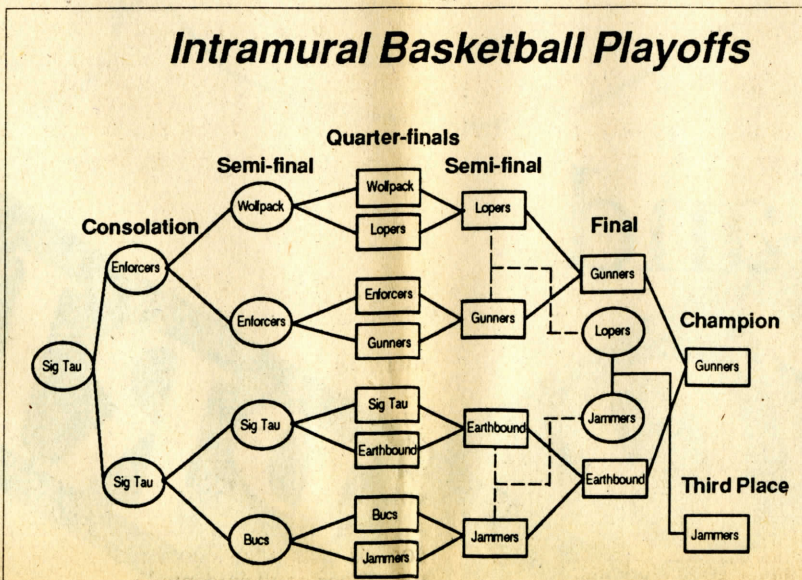 Intramural Basketball Playoffs
Quarter-finals
Semi-final
Semi-final
Consolation
Final
Champion
Third Place
Sig Tau
Enforcers
Sig Tau
Wolfpack
Enforcers
Sig Tau
Bucs
Wolfpack
Lopers
Enforcers
Gunners
Sig Tau
Earthbound
Bucs
Jammers
Lopers
Gunners
Earthbound
Jammers
Gunners
Lopers
Jammers
Earthbound
Gunners
Jammers